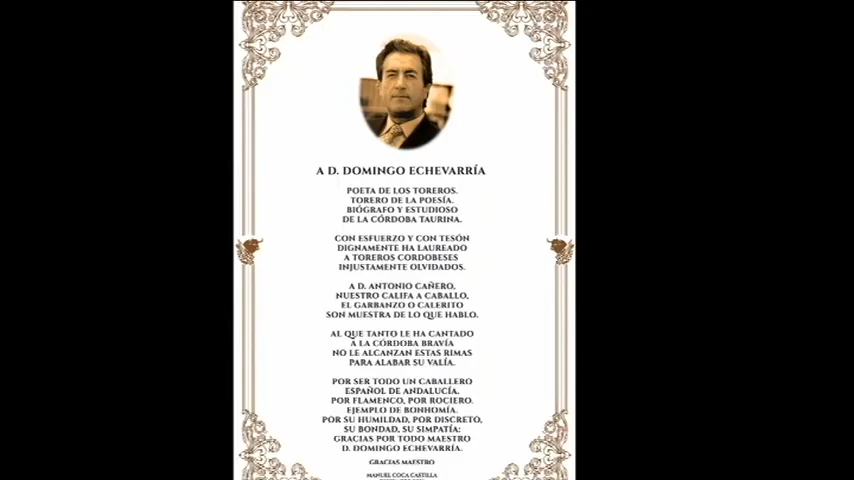 A D. DOMINGO ECHEVARRÍA
POETA DE LOS TOREROS.
TORERO DE LA POESÍA.
BIÓGRAFO Y ESTUDIOSO
DE LA CÓRDOBA TAURINA.
CON ESFUERZO Y CON TESÓN
DIGNAMENTE HA LAUREADO
A TOREROS CORDOBESES
INJUSTAMENTE OLVIDADOS.
A D. ANTONIO CAÑERO,
NUESTRO CALIFA A CABALLO,
EL GARBANZO O CALERITO
SON MUESTRA DE LO QUE HABLO.
AL QUE TANTO LE HA CANTADO
A LA CÓRDOBA BRAVÍA
NO LE ALCANZAN ESTAS RIMAS
PARA ALABAR SU VALÍA.
POR SER TODO UN CABALLERO
ESPAÑOL DE ANDALUCÍA.
POR FLAMENCO, POR ROCIERO.
EJEMPLO DE BONHOMÍA.
POR SU HUMILDAD, POR DISCRETO,
SU BONDAD, SU SIMPATÍA:
GRACIAS POR TODO MAESTRO
D. DOMINGO ECHEVARRÍA.
GRACIAS MAESTRO
MANUEL COCA CASTILLA